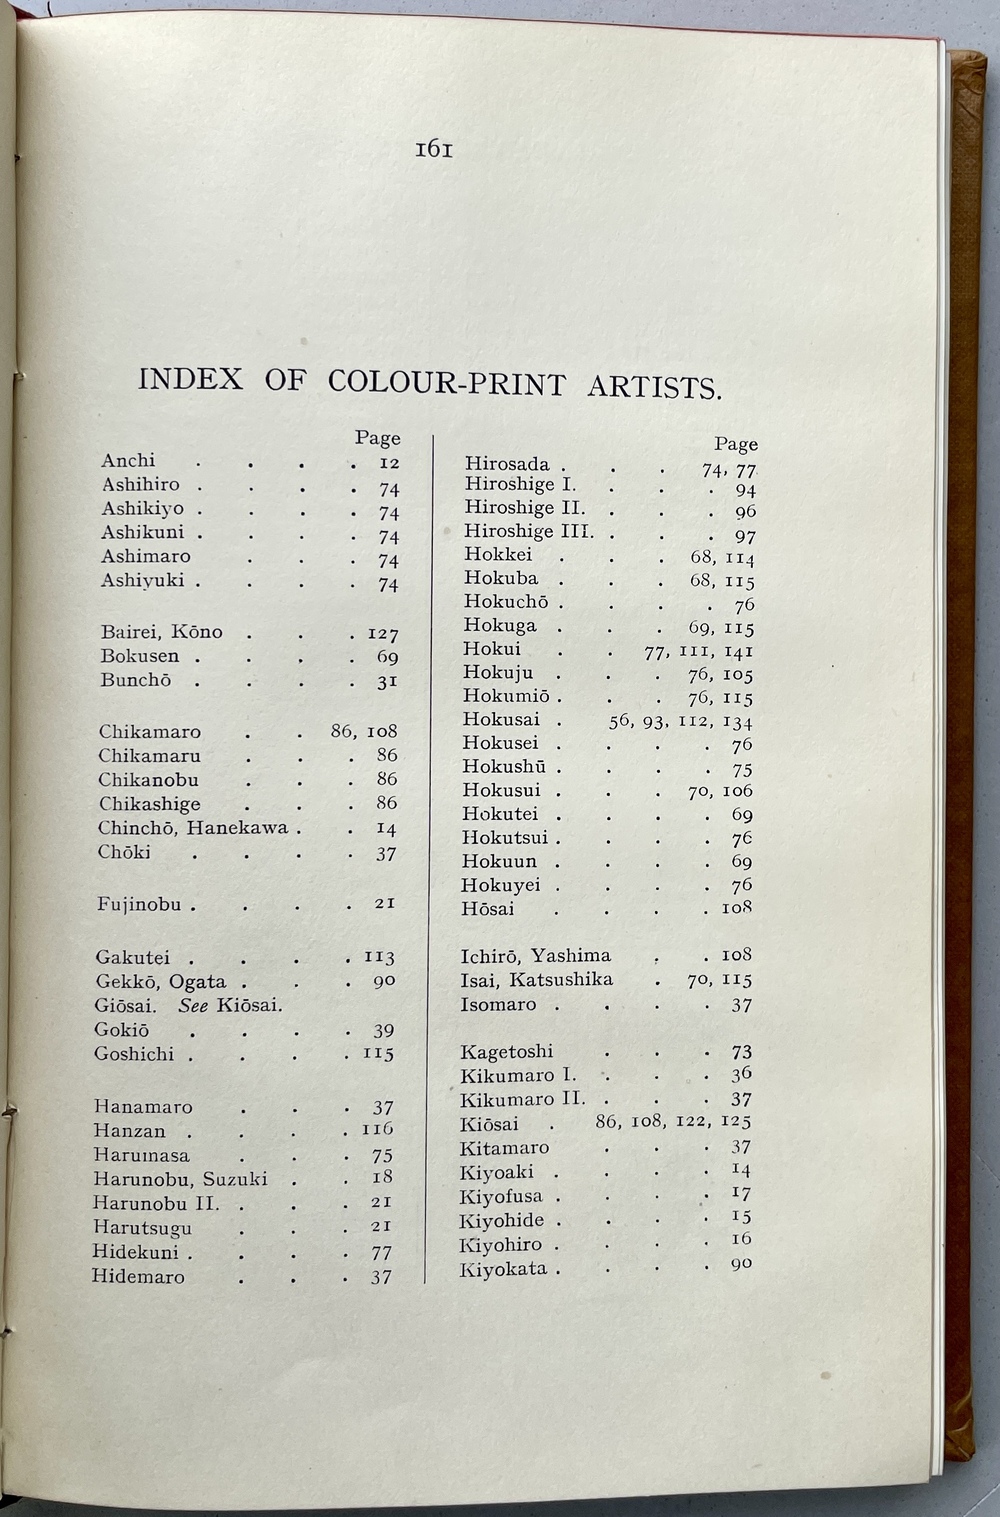 161
INDEX OF COLOUR-PRINT ARTISTS.
Page
Anchi . . . . 12
Ashihiro . . . . 74
Ashikiyo . . . . 74
Ashikuni . . . . 74
Ashimaro . . . 74
Ashiyuki . . . . 74
Bairei, Kōno . . . 127
Bokusen . . . . 69
Bunchō . . . . 31
Chikamaro . . 86, 108
Chikamaru . . . 86
Chikanobu . . . 86
Chikashige . . . 86
Chinchō, Hanekawa . . 14
Chōki . . . . 37
Fujinobu . . . . 21
Gakutei . . . . 113
Gekkō, Ogata . . . 90
Giōsai. See Kiōsai.
Gokiō . . . . 39
Goshichi . . . . 115
Hanamaro . . . 37
Hanzan . . . . 116
Harumasa . . . 75
Harunobu, Suzuki . . 18
Harunobu II. . . . 21
Harutsugu . . . 21
Hidekuni . . . . 77
Hidemaro . . . 37
Page
Hirosada . . . 74, 77
Hiroshige I. . . . 94
Hiroshige II. . . . 96
Hiroshige III. . . . 97
Hokkei . . . 68, 114
Hokuba . . . 68, 115
Hokuchō . . . . 76
Hokuga . . . 69, 115
Hokui . . 77, 111, 141
Hokuju . . . 76, 105
Hokumiō . . . 76, 115
Hokusai . 56, 93, 112, 134
Hokusei . . . . 76
Hokushū . . . . 75
Hokusui . . . 70, 106
Hokutei . . . . 69
Hokutsui . . . . 76
Hokuun . . . . 69
Hokuyei . . . . 76
Hōsai . . . . 108
Ichirō, Yashima . . 108
Isai, Katsushika . 70, 115
Isomaro . . . . 37
Kagetoshi . . . 73
Kikumaro I. . . . 36
Kikumaro II. . . . 37
Kiōsai . 86, 108, 122, 125
Kitamaro . . . 37
Kiyoaki . . . . 14
Kiyofusa . . . . 17
Kiyohide . . . . 15
Kiyohiro . . . . 16
Kiyokata . . . . 90